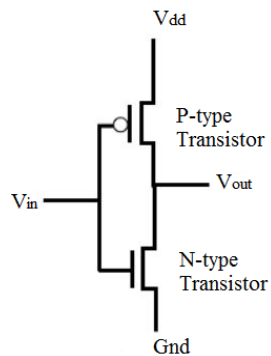 Vdd
P-type
Transistor
Vin
Vout
N-type
Transistor
Gnd